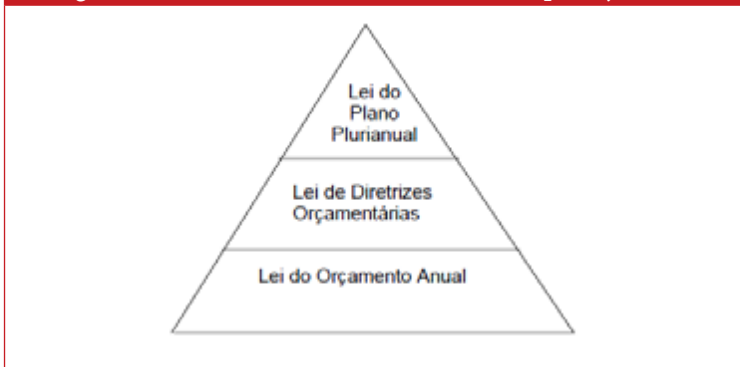 Lei do
Plano
Plurianual
Lei de Diretrizes
Orçamentárias
Lei do Orçamento Anual